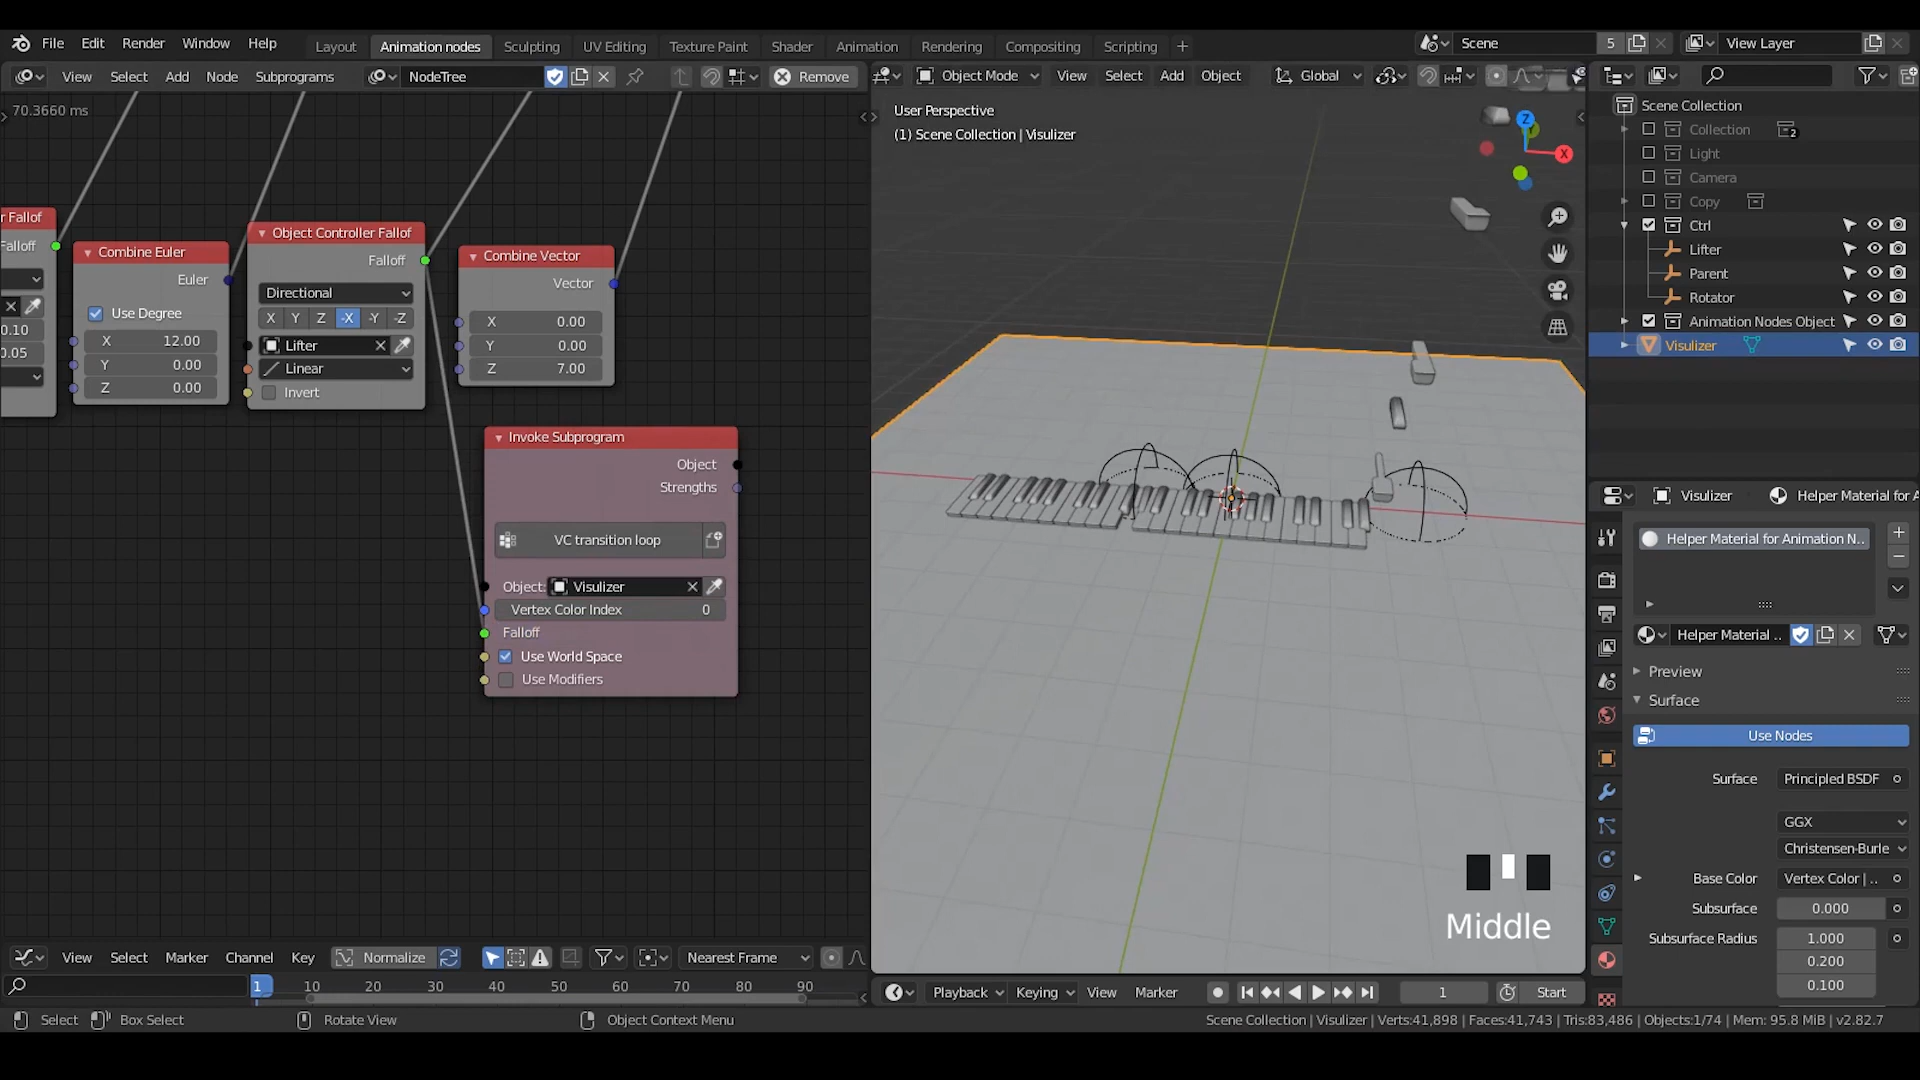 File Edit Render Window Help Layout Animation nodes Sculpting UV Editing Texture Paint Shader Animation Rendering Compositing Scripting + Scene 5 View Layer
View Select Add Node Subprograms NodeTree Remove
70.3660 ms
r Fallof
Falloff
0.10
0.05
Combine Euler
Euler
Use Degree
X 12.00
Y 0.00
Z 0.00
Object Controller Fallof
Falloff
Directional
X Y Z -X -Y -Z
Lifter
Linear
Invert
Combine Vector
Vector
X 0.00
Y 0.00
Z 7.00
Invoke Subprogram
Object
Strengths
VC transition loop
Object: Visulizer
Vertex Color Index 0
Falloff
Use World Space
Use Modifiers
Object Mode View Select Add Object Global
User Perspective
(1) Scene Collection | Visulizer
Z
X
Middle
Scene Collection
Collection 2
Light
Camera
Copy
Ctrl
Lifter
Parent
Rotator
Animation Nodes Object
Visulizer
Visulizer Helper Material for A
Helper Material for Animation N..
Helper Material ..
Preview
Surface
Use Nodes
Surface Principled BSDF
GGX
Christensen-Burle
Base Color Vertex Color | ..
Subsurface 0.000
Subsurface Radius 1.000
0.200
0.100
View Select Marker Channel Key Normalize Nearest Frame
1 10 20 30 40 50 60 70 80 90
Playback Keying View Marker 1 Start
Select Box Select Rotate View Object Context Menu
Scene Collection | Visulizer | Verts:41,898 | Faces:41,743 | Tris:83,486 | Objects:1/74 | Mem: 95.8 MiB | v2.82.7